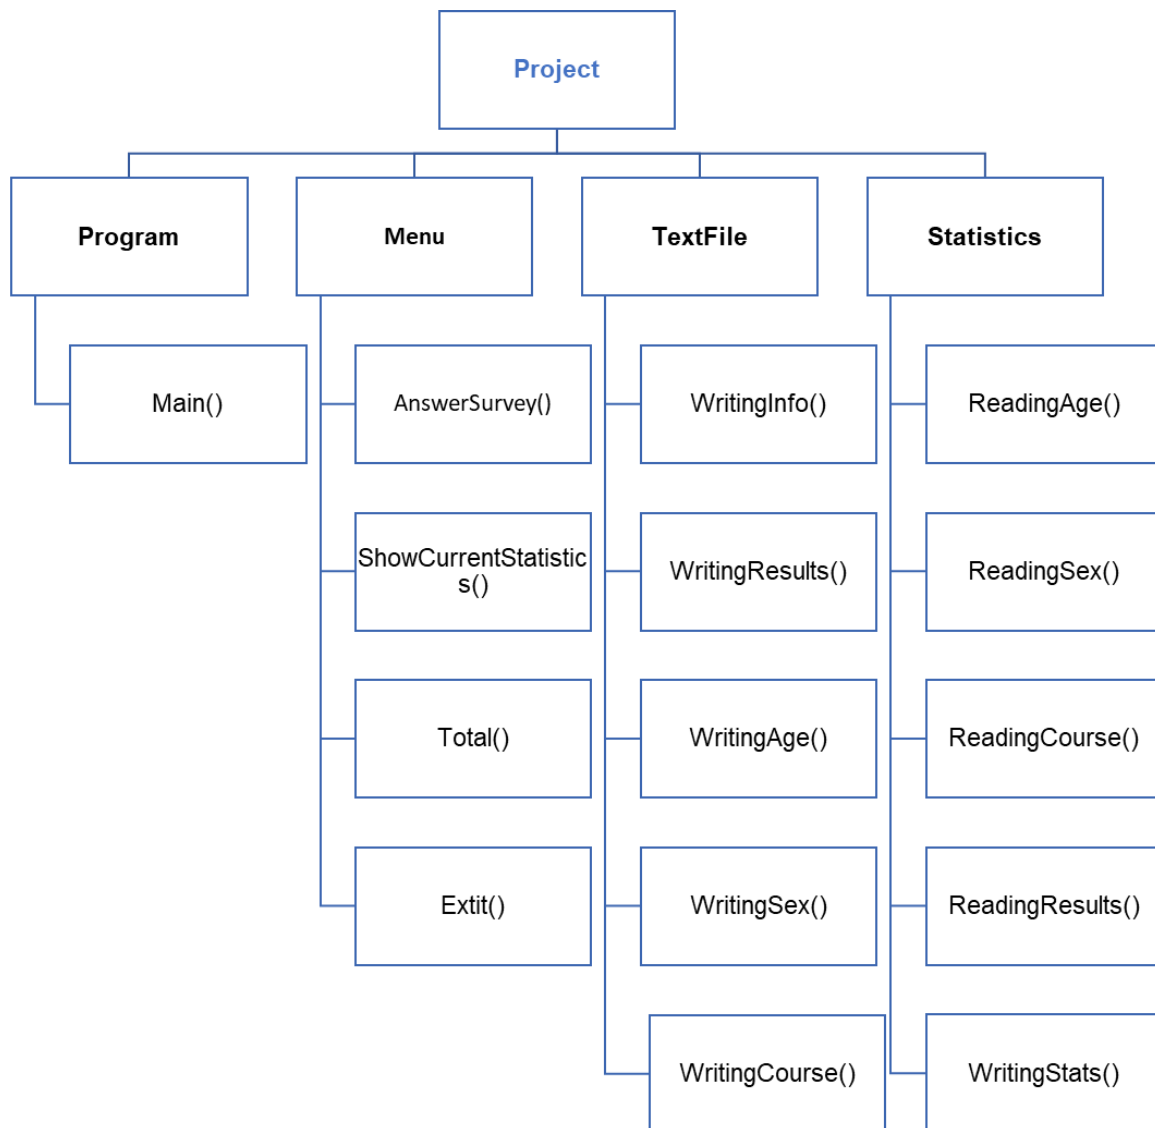 Project
Program
Menu
TextFile
Statistics
Main()
AnswerSurvey()
WritingInfo()
ReadingAge()
ShowCurrentStatistic
s()
WritingResults()
ReadingSex()
Total()
WritingAge()
ReadingCourse()
Extit()
WritingSex()
ReadingResults()
WritingCourse()
WritingStats()